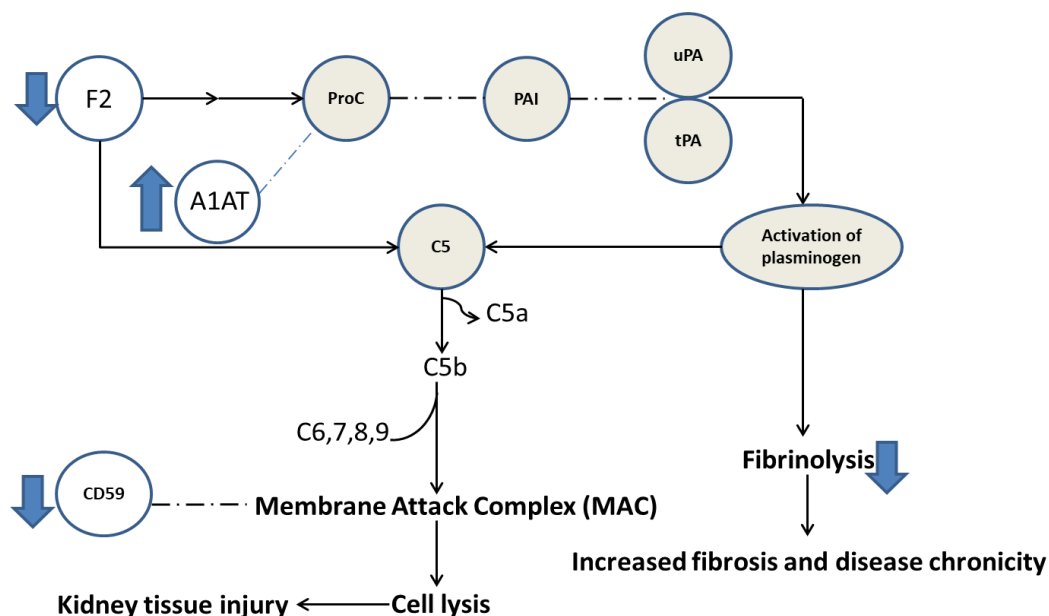 uPA
F2
ProC
PAI
tPA
A1AT
C5
Activation of
plasminogen
C5a
C5b
C6,7,8,9
Fibrinolysis
CD59
Membrane Attack Complex (MAC)
Increased fibrosis and disease chronicity
Kidney tissue injury
Cell lysis